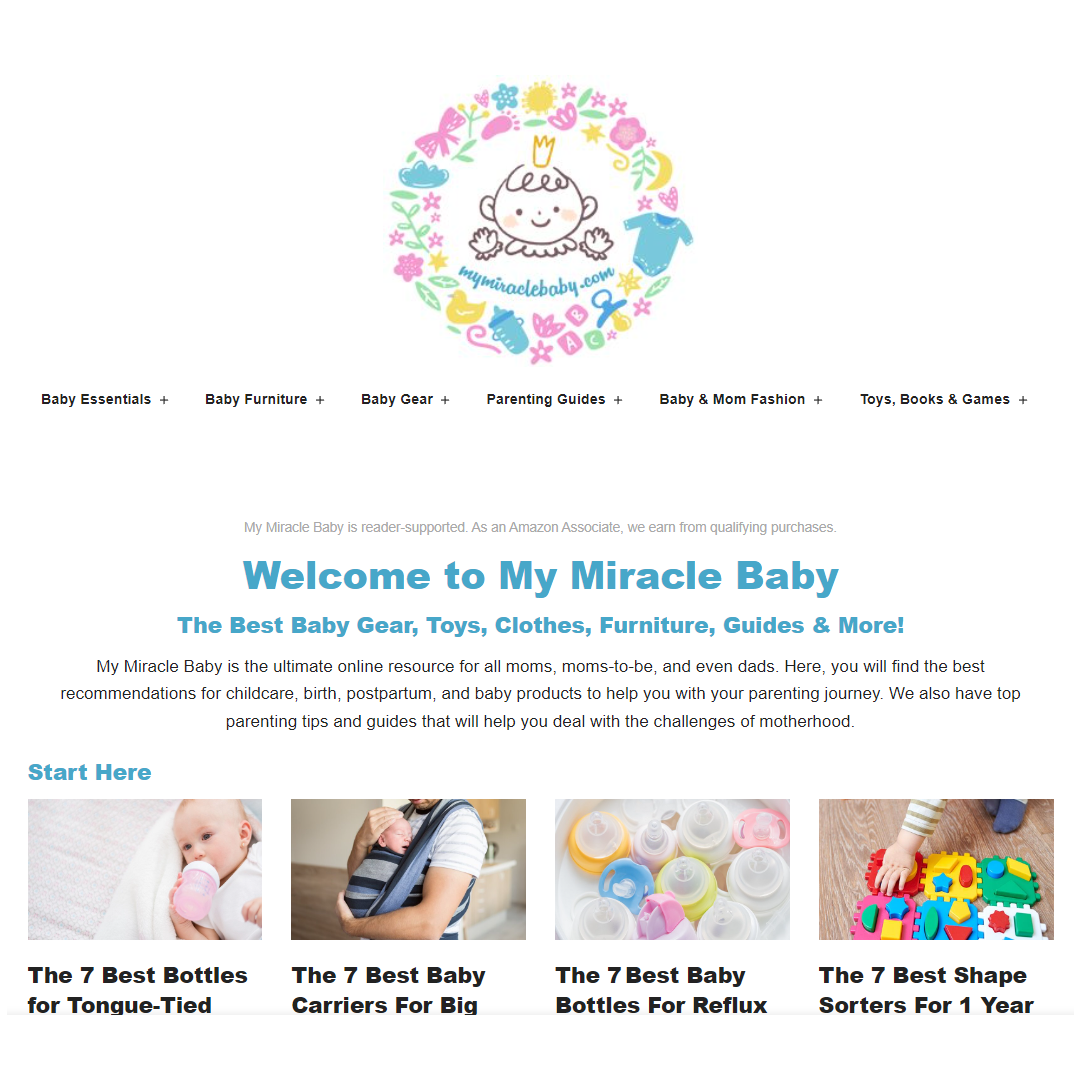 mymiraclebaby.com
B
A C
Baby Essentials +
Baby Furniture +
Baby Gear +
Parenting Guides +
Baby & Mom Fashion +
Toys, Books & Games +
My Miracle Baby is reader-supported. As an Amazon Associate, we earn from qualifying purchases.
Welcome to My Miracle Baby
The Best Baby Gear, Toys, Clothes, Furniture, Guides & More!
My Miracle Baby is the ultimate online resource for all moms, moms-to-be, and even dads. Here, you will find the best
recommendations for childcare, birth, postpartum, and baby products to help you with your parenting journey. We also have top
parenting tips and guides that will help you deal with the challenges of motherhood.
Start Here
The 7 Best Bottles
for Tongue-Tied
The 7 Best Baby
Carriers For Big
The 7 Best Baby
Bottles For Reflux
The 7 Best Shape
Sorters For 1 Year